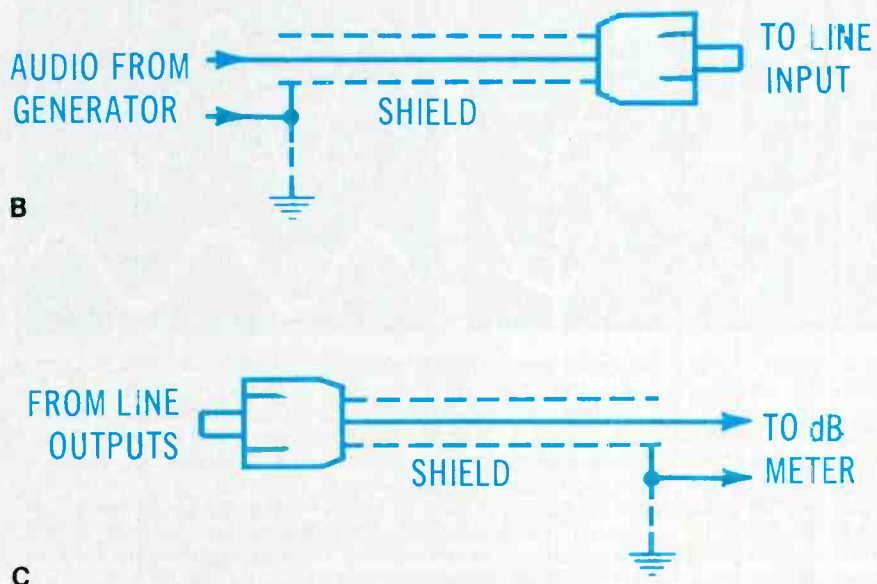 AUDIO FROM
GENERATOR
SHIELD
TO LINE
INPUT
B
FROM LINE
OUTPUTS
SHIELD
TO dB
METER
C